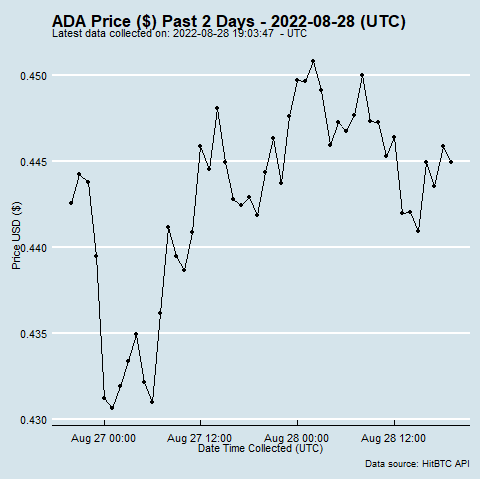 ADA Price ($) Past 2 Days - 2022-08-28 (UTC)
Latest data collected on: 2022-08-28 19:03:47 - UTC
0.450
0.445
0.440
0.435
0.430
Price USD ($)
Aug 27 00:00 Aug 27 12:00 Aug 28 00:00 Aug 28 12:00
Date Time Collected (UTC)
Data source: HitBTC API